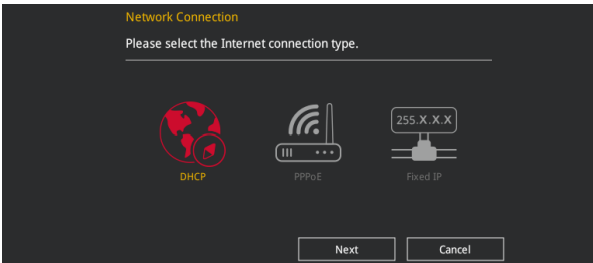 Network Connection
Please select the Internet connection type.
255.X.X.X
DHCP
PPPoE
Fixed IP
Next
Cancel